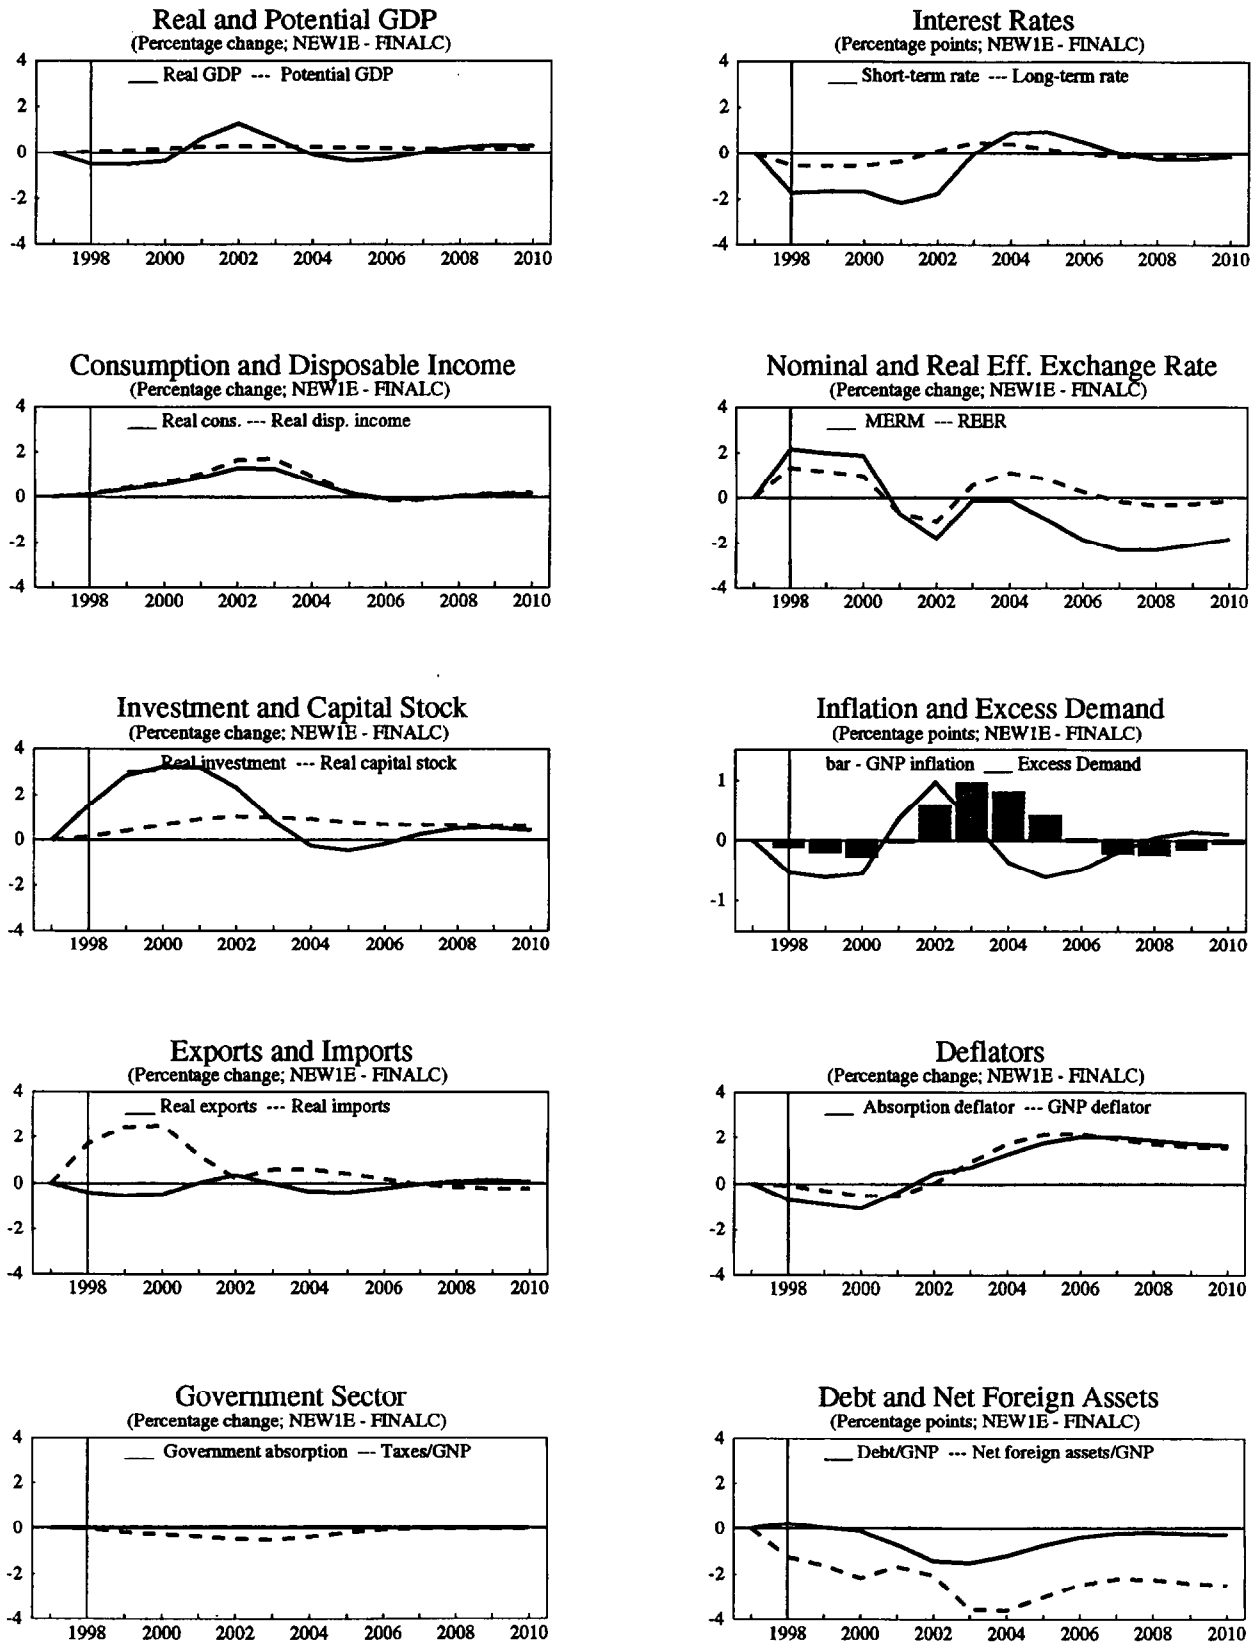 Real and Potential GDP
(Percentage change; NEW1E - FINALC)
Real GDP --- Potential GDP
4
2
0
-2
-4
1998 2000 2002 2004 2006 2008 2010
Interest Rates
(Percentage points; NEW1E - FINALC)
Short-term rate --- Long-term rate
4
2
0
-2
-4
1998 2000 2002 2004 2006 2008 2010
Consumption and Disposable Income
(Percentage change; NEW1E - FINALC)
Real cons. --- Real disp. income
4
2
0
-2
-4
1998 2000 2002 2004 2006 2008 2010
Nominal and Real Eff. Exchange Rate
(Percentage change; NEW1E - FINALC)
MERM --- REER
4
2
0
-2
-4
1998 2000 2002 2004 2006 2008 2010
Investment and Capital Stock
(Percentage change; NEW1E - FINALC)
Real investment --- Real capital stock
4
2
0
-2
-4
1998 2000 2002 2004 2006 2008 2010
Inflation and Excess Demand
(Percentage points; NEW1E - FINALC)
bar - GNP inflation ___ Excess Demand
1
0
-1
1998 2000 2002 2004 2006 2008 2010
Exports and Imports
(Percentage change; NEW1E - FINALC)
Real exports --- Real imports
4
2
0
-2
-4
1998 2000 2002 2004 2006 2008 2010
Deflators
(Percentage change; NEW1E - FINALC)
Absorption deflator --- GNP deflator
4
2
0
-2
-4
1998 2000 2002 2004 2006 2008 2010
Government Sector
(Percentage change; NEW1E - FINALC)
Government absorption --- Taxes/GNP
4
2
0
-2
-4
1998 2000 2002 2004 2006 2008 2010
Debt and Net Foreign Assets
(Percentage points; NEW1E - FINALC)
Debt/GNP --- Net foreign assets/GNP
4
2
0
-2
-4
1998 2000 2002 2004 2006 2008 2010